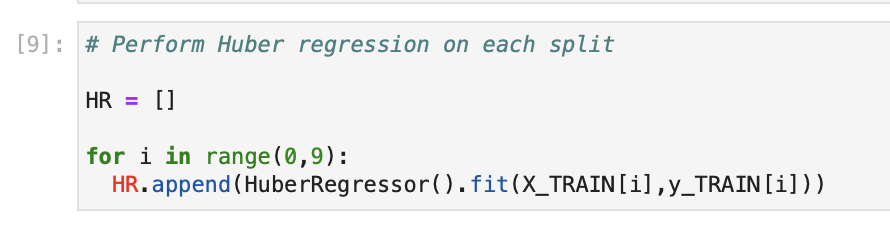 [9]: # Perform Huber regression on each split
HR = []
for i in range(0,9):
HR.append(HuberRegressor().fit(X_TRAIN[i],y_TRAIN[i]))